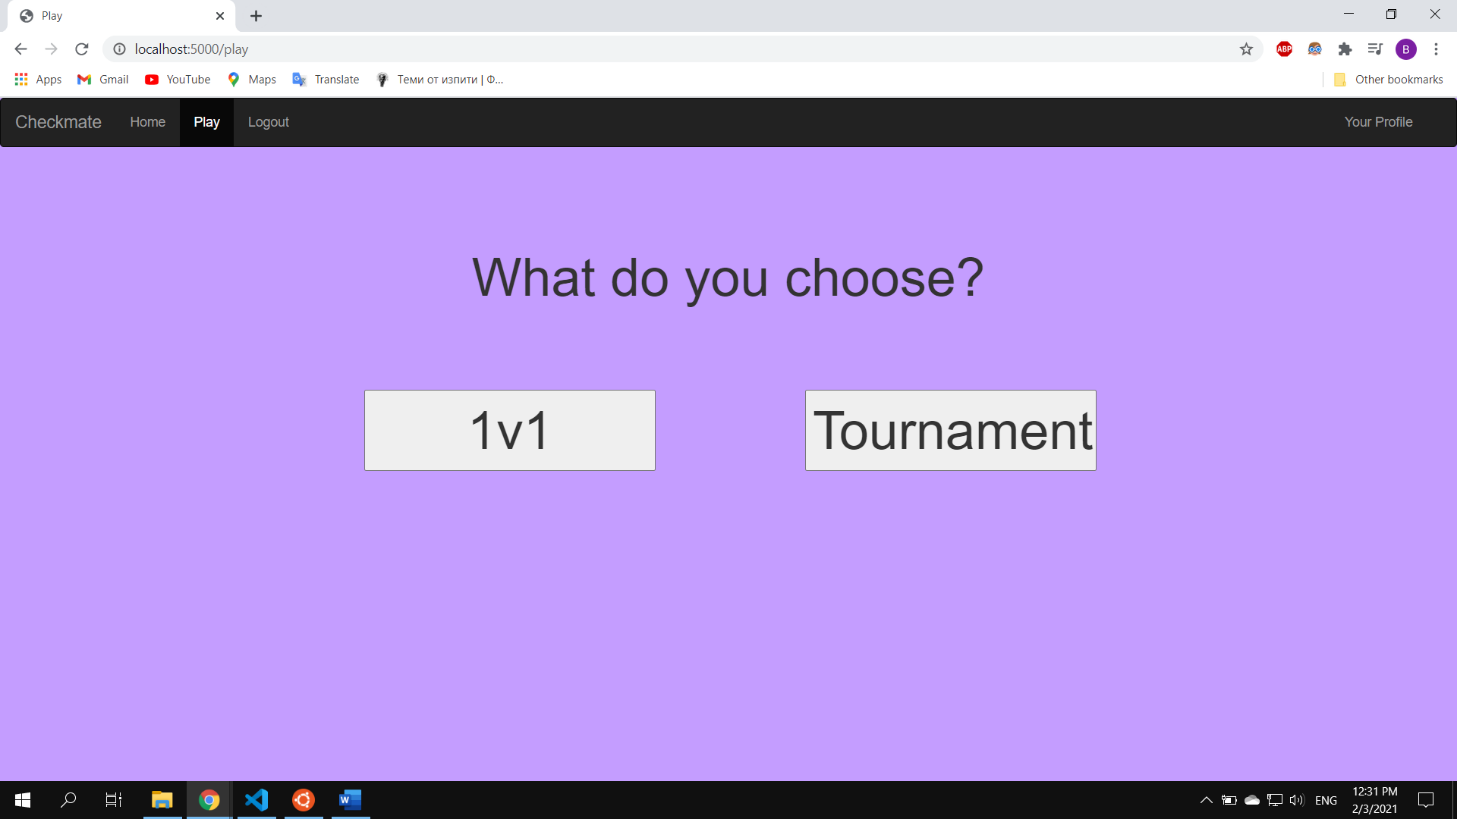 Play
localhost:5000/play
ABP
B
Apps Gmail YouTube Maps Translate Теми от изпити | Ф... Other bookmarks
Checkmate Home Play Logout Your Profile
What do you choose?
1v1 Tournament
ENG
12:31 PM
2/3/2021